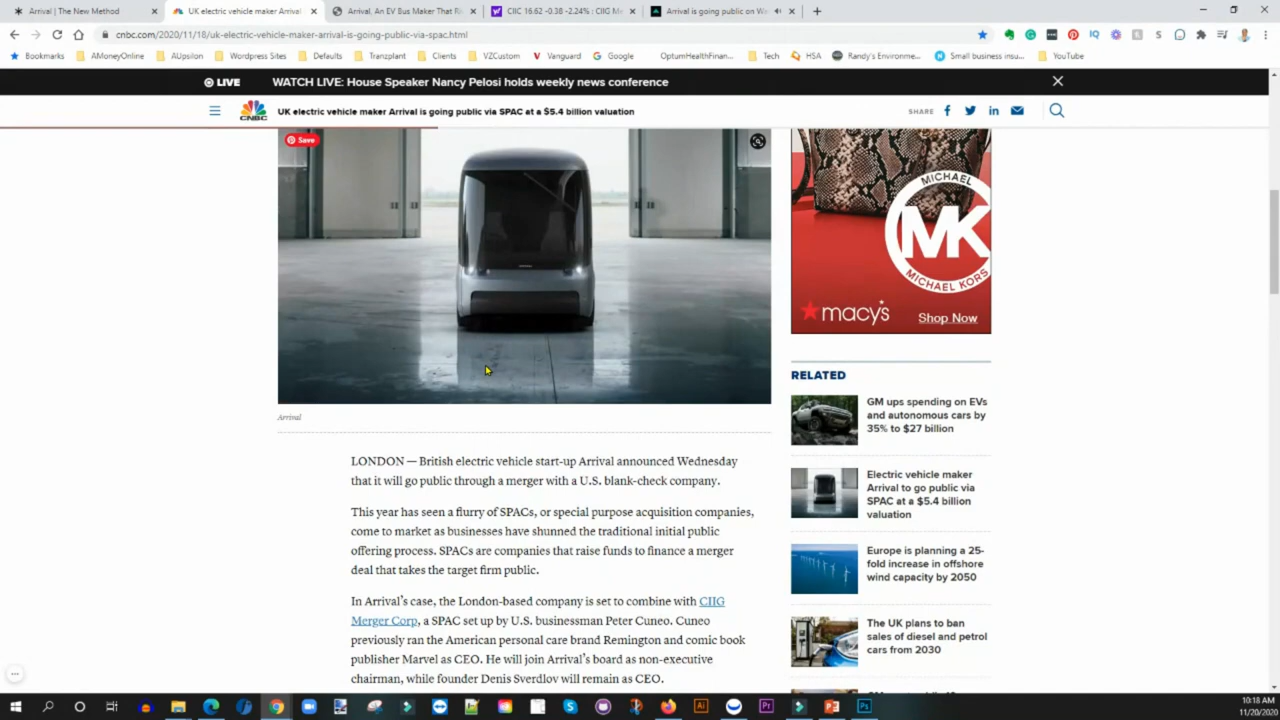 Arrival | The New Method
UK electric vehicle maker Arrival
Arrival, An EV Bus Maker That Ri
CIIC 16.62 -0.38 -2.24% : CIIG Me
Arrival is going public on Wa
cnbc.com/2020/11/18/uk-electric-vehicle-maker-arrival-is-going-public-via-spac.html
Bookmarks
AMoneyOnline
AUpsilon
Wordpress Sites
Defaults
Tranzplant
Clients
VZCustom
Vanguard
Google
OptumHealthFinan...
Tech
HSA
Randy's Environme...
Small business insu...
YouTube
LIVE
WATCH LIVE: House Speaker Nancy Pelosi holds weekly news conference
CNBC
UK electric vehicle maker Arrival is going public via SPAC at a $5.4 billion valuation
SHARE
Save
MICHAEL
MK
MICHAEL KORS
macy's
Shop Now
Arrival
LONDON — British electric vehicle start-up Arrival announced Wednesday
that it will go public through a merger with a U.S. blank-check company.
This year has seen a flurry of SPACs, or special purpose acquisition companies,
come to market as businesses have shunned the traditional initial public
offering process. SPACs are companies that raise funds to finance a merger
deal that takes the target firm public.
In Arrival's case, the London-based company is set to combine with CIIG
Merger Corp, a SPAC set up by U.S. businessman Peter Cuneo. Cuneo
previously ran the American personal care brand Remington and comic book
publisher Marvel as CEO. He will join Arrival's board as non-executive
chairman, while founder Denis Sverdlov will remain as CEO.
RELATED
GM ups spending on EVs
and autonomous cars by
35% to $27 billion
Electric vehicle maker
Arrival to go public via
SPAC at a $5.4 billion
valuation
Europe is planning a 25-
fold increase in offshore
wind capacity by 2050
The UK plans to ban
sales of diesel and petrol
cars from 2030
10:18 AM
11/20/2020